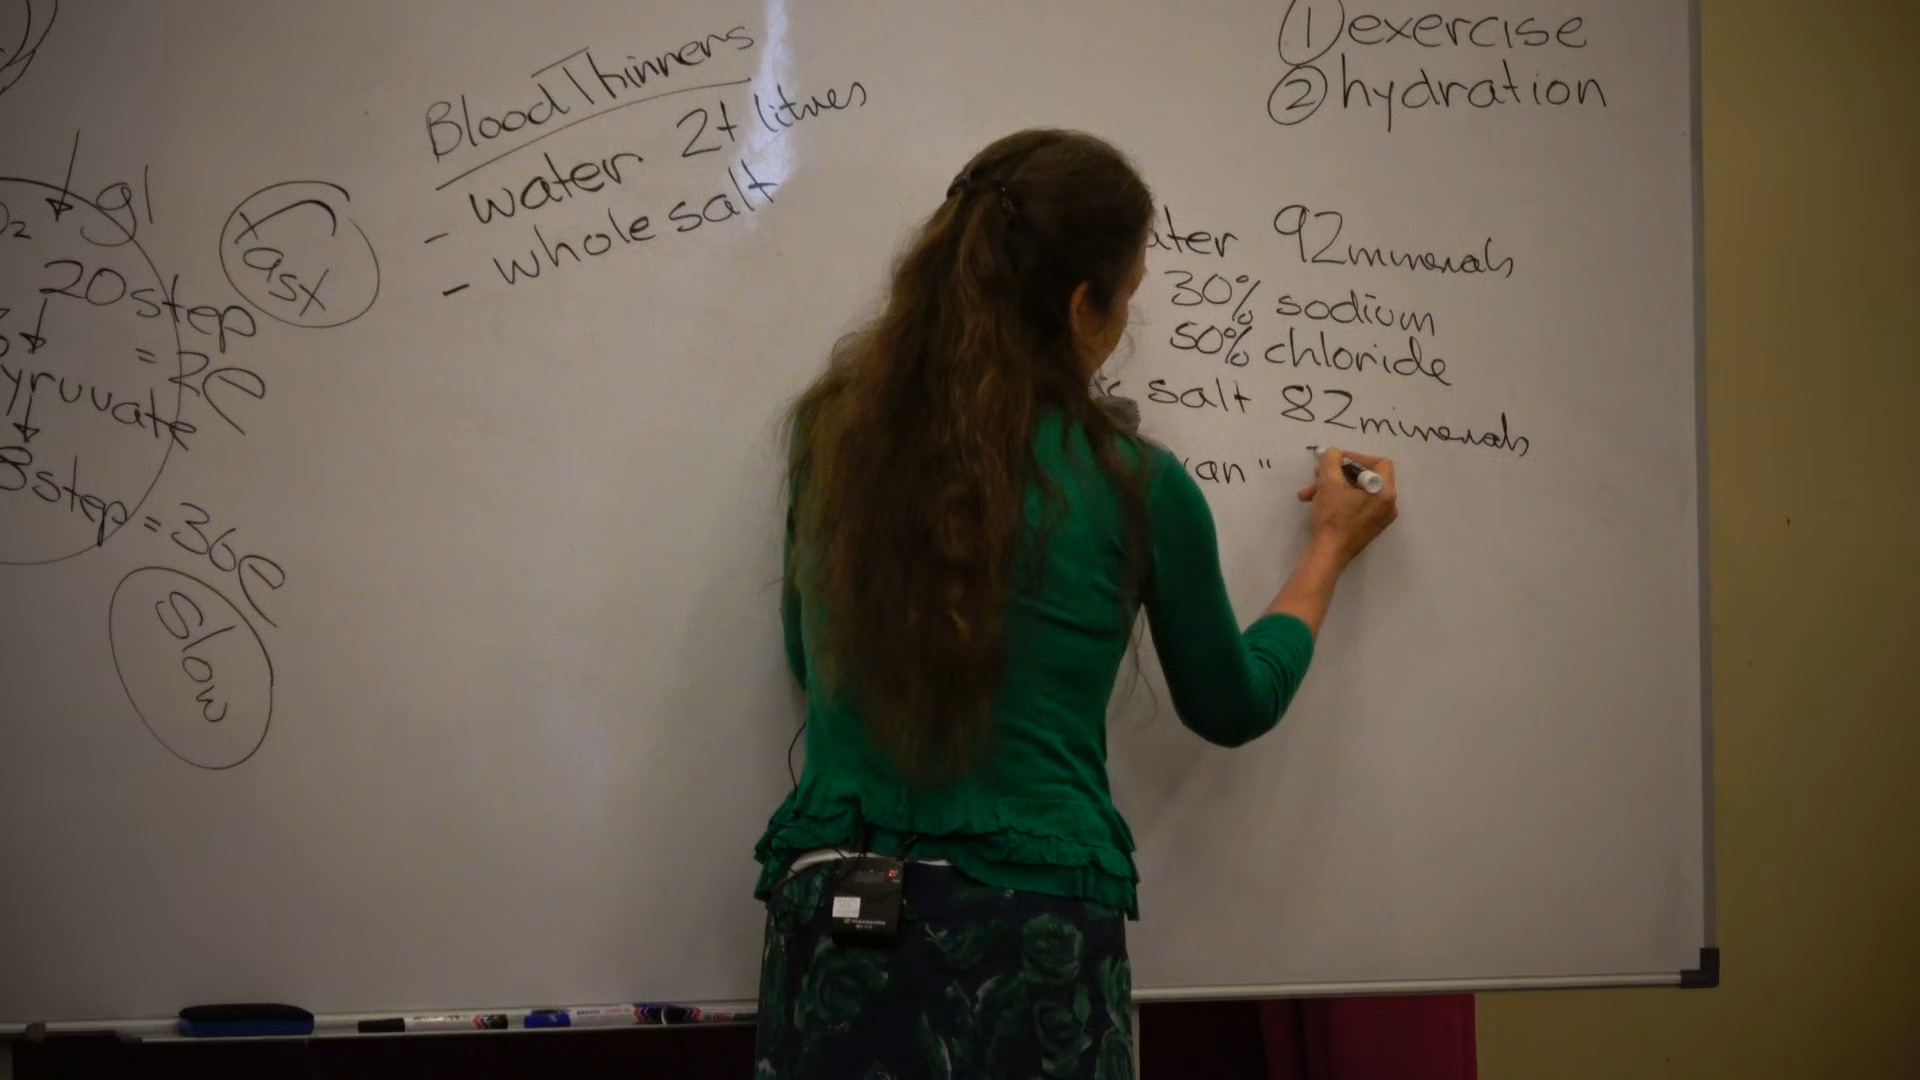 gl
20 step
= 2e
yruvate
8 step = 36e
fast
slow
Blood Thinners
- water 2+ litres
- whole salt
① exercise
② hydration
ater 92 minerals
30% sodium
50% chloride
c salt 82 minerals
an "